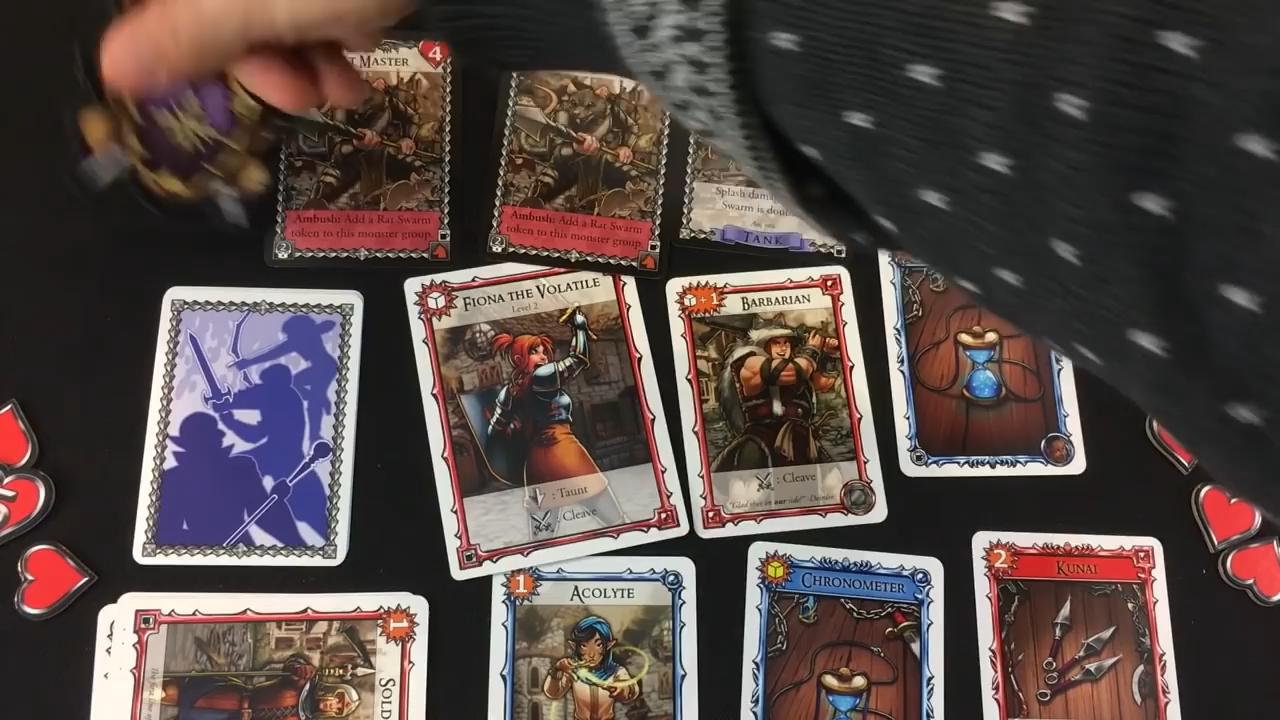 T MASTER
4
Ambush: Add a Rat Swarm
token to this monster group.
2
Ambush: Add a Rat Swarm
token to this monster group.
2
Splash
Swarm is
TANK
FIONA THE VOLATILE
Level 2
: Taunt
: Cleave
+1
BARBARIAN
: Cleave
1
SOLD
1
ACOLYTE
CHRONOMETER
2
KUNAI